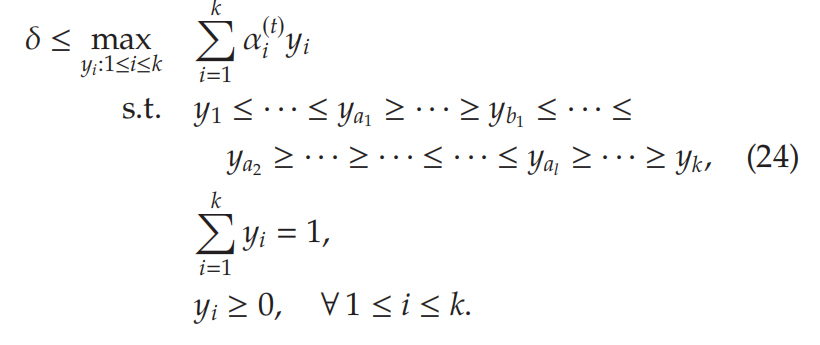 δ ≤ max_{y_i:1≤i≤k} ∑_{i=1}^{k} α_i^{(t)} y_i
s.t. y_1 ≤ ··· ≤ y_{a_1} ≥ ··· ≥ y_{b_1} ≤ ··· ≤
y_{a_2} ≥ ··· ≥ ··· ≤ ··· ≤ y_{a_l} ≥ ··· ≥ y_k, (24)
∑_{i=1}^{k} y_i = 1,
y_i ≥ 0, ∀ 1 ≤ i ≤ k.